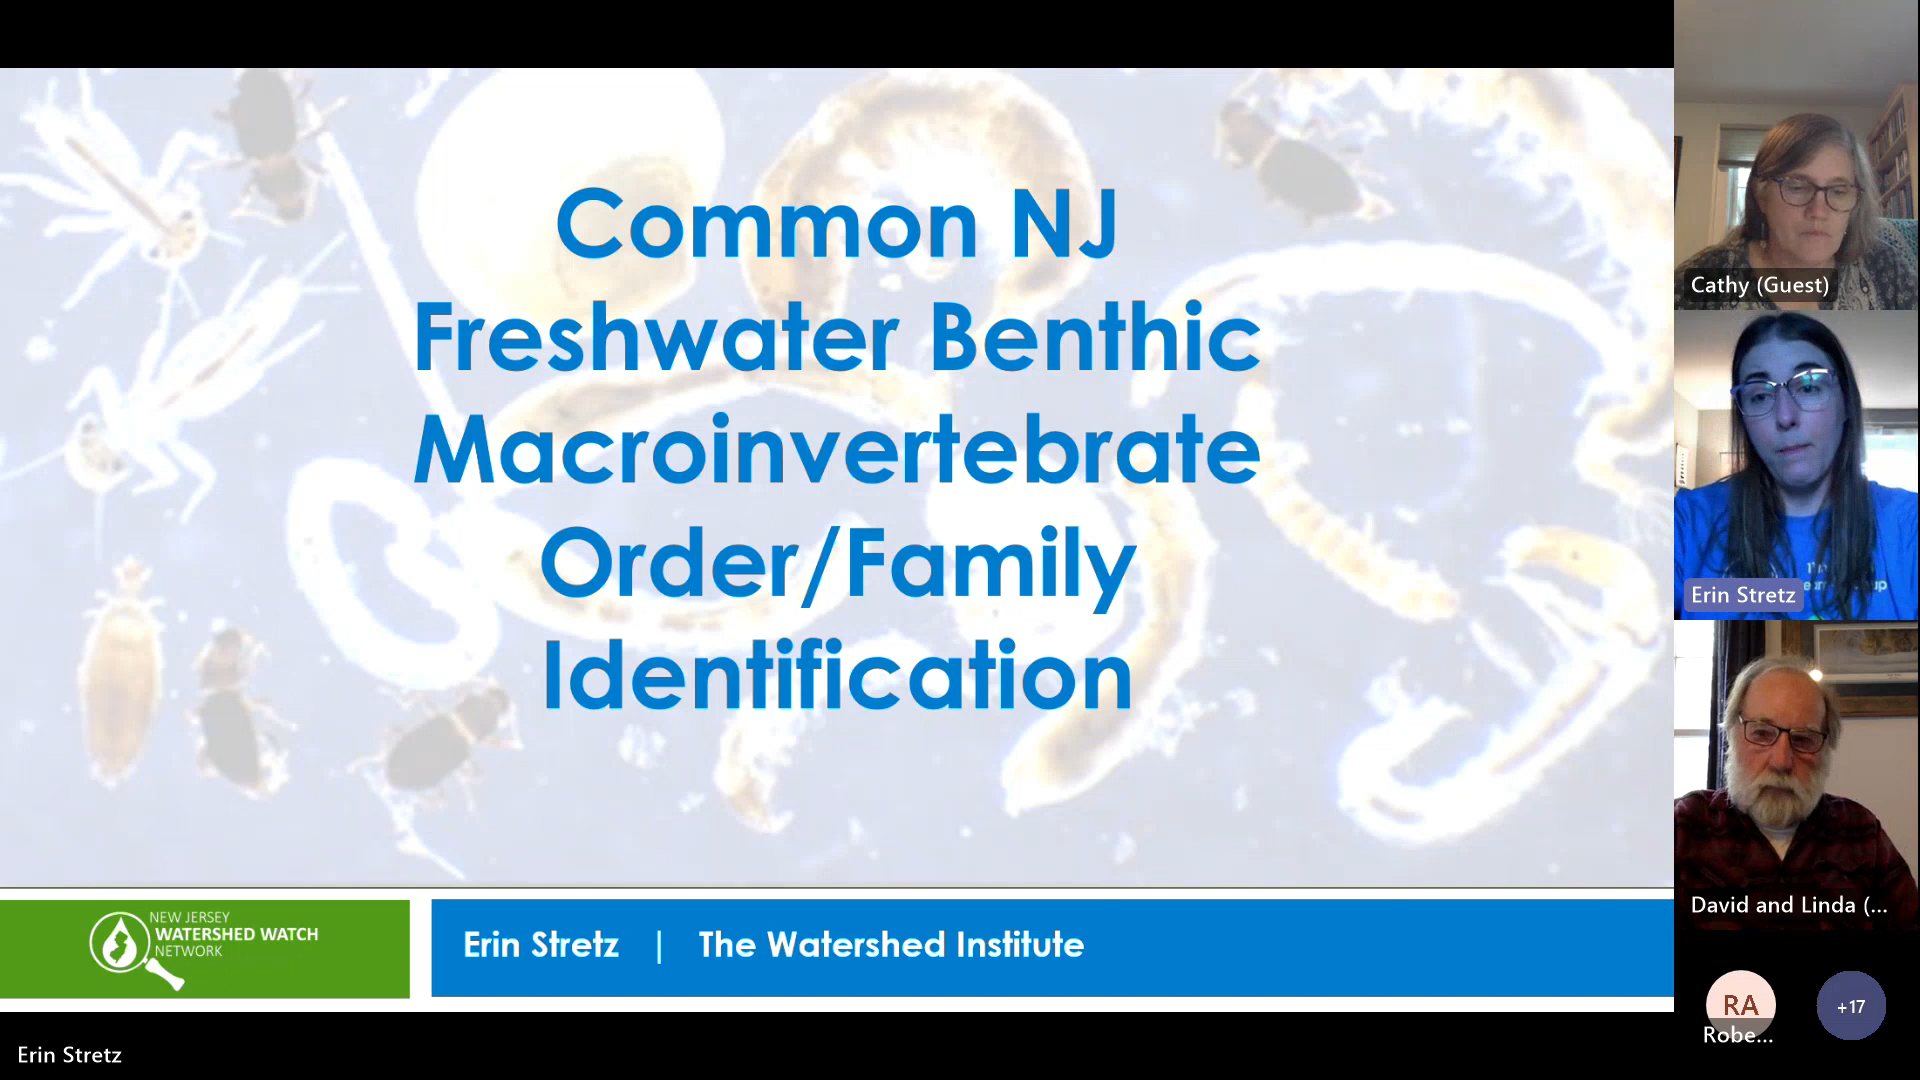 Common NJ
Freshwater Benthic
Macroinvertebrate
Order/Family
Identification
NEW JERSEY
WATERSHED WATCH
NETWORK
Erin Stretz | The Watershed Institute
Erin Stretz
Cathy (Guest)
Erin Stretz
David and Linda (...
RA
Robe...
+17